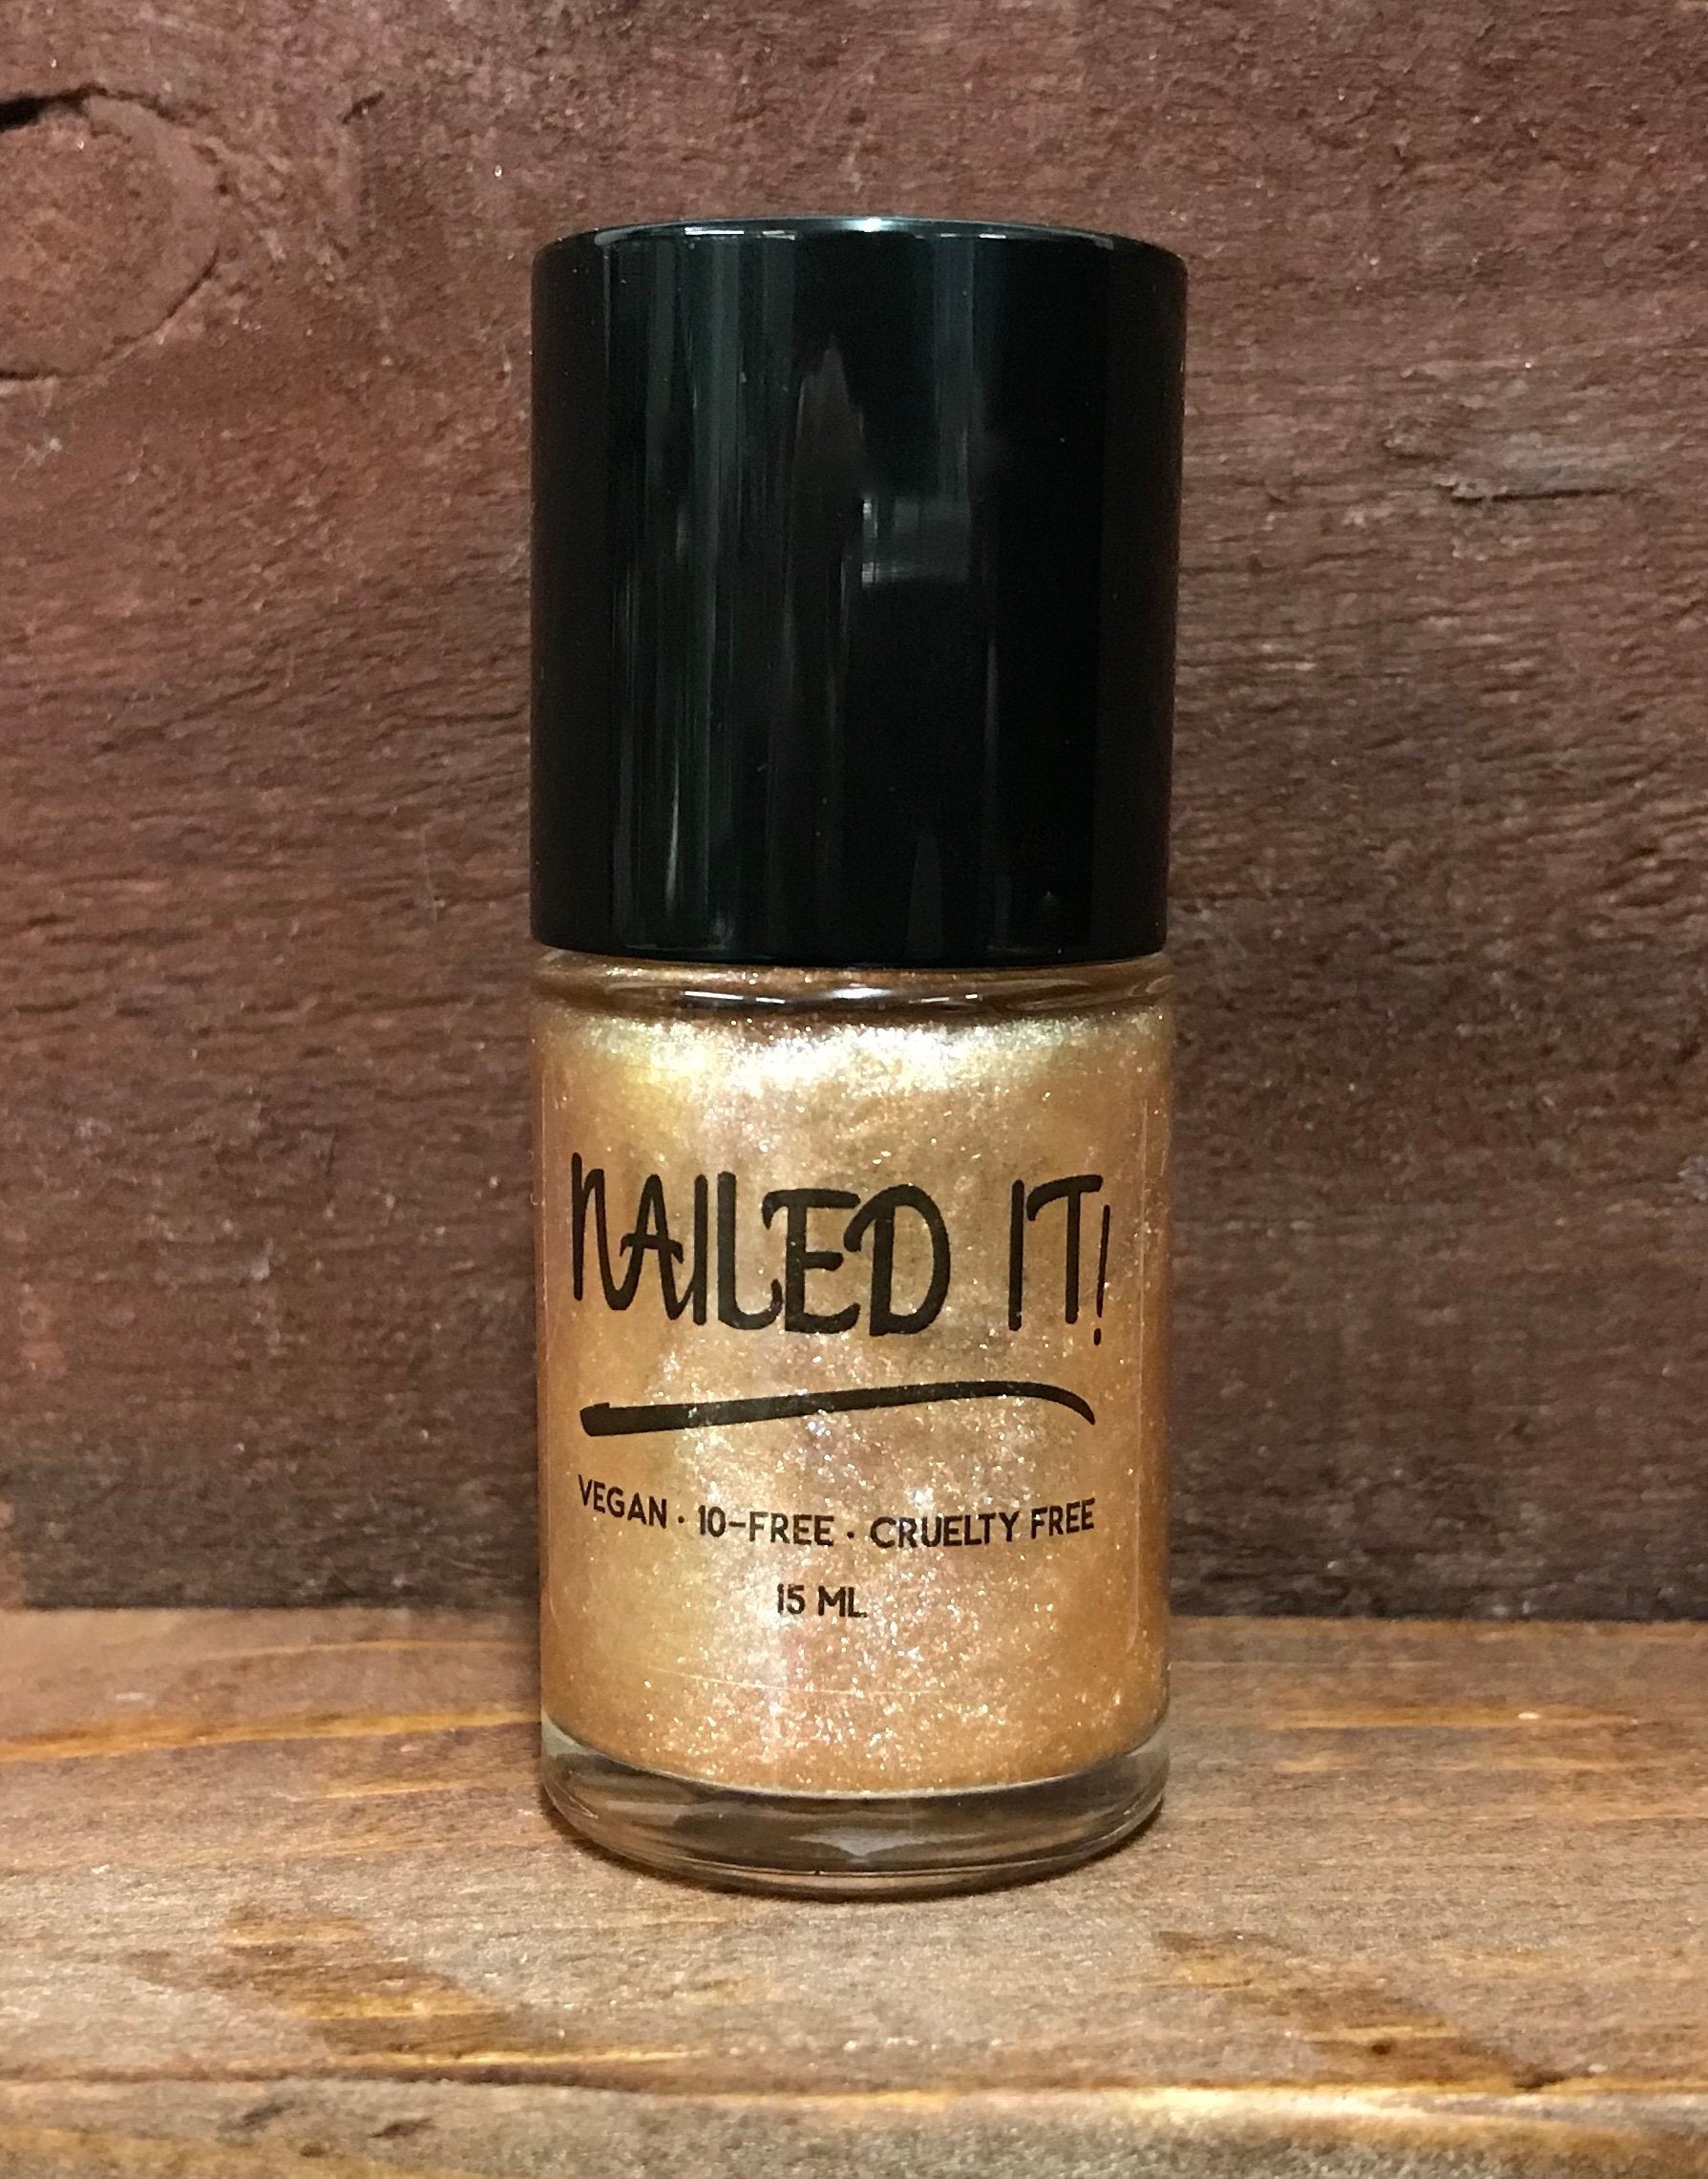 NAILED IT!
VEGAN · 10-FREE · CRUELTY FREE
15 ML